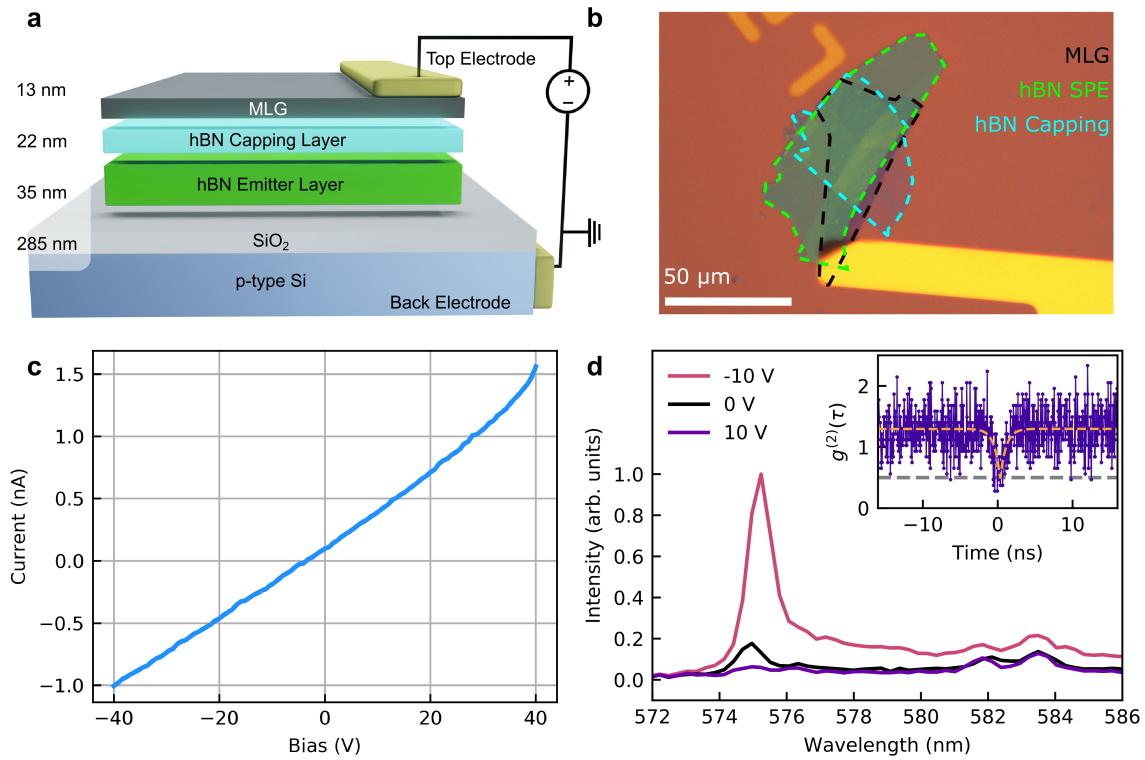 a
Top Electrode
13 nm
MLG
22 nm
hBN Capping Layer
35 nm
hBN Emitter Layer
285 nm
SiO₂
p-type Si
Back Electrode
+
−
b
MLG
hBN SPE
hBN Capping
50 μm
c
1.5
1.0
0.5
0.0
−0.5
−1.0
Current (nA)
−40
−20
0
20
40
Bias (V)
d
-10 V
0 V
10 V
1.0
0.8
0.6
0.4
0.2
0.0
Intensity (arb. units)
572
574
576
578
580
582
584
586
Wavelength (nm)
2
1
0
g⁽²⁾(τ)
−10
0
10
Time (ns)